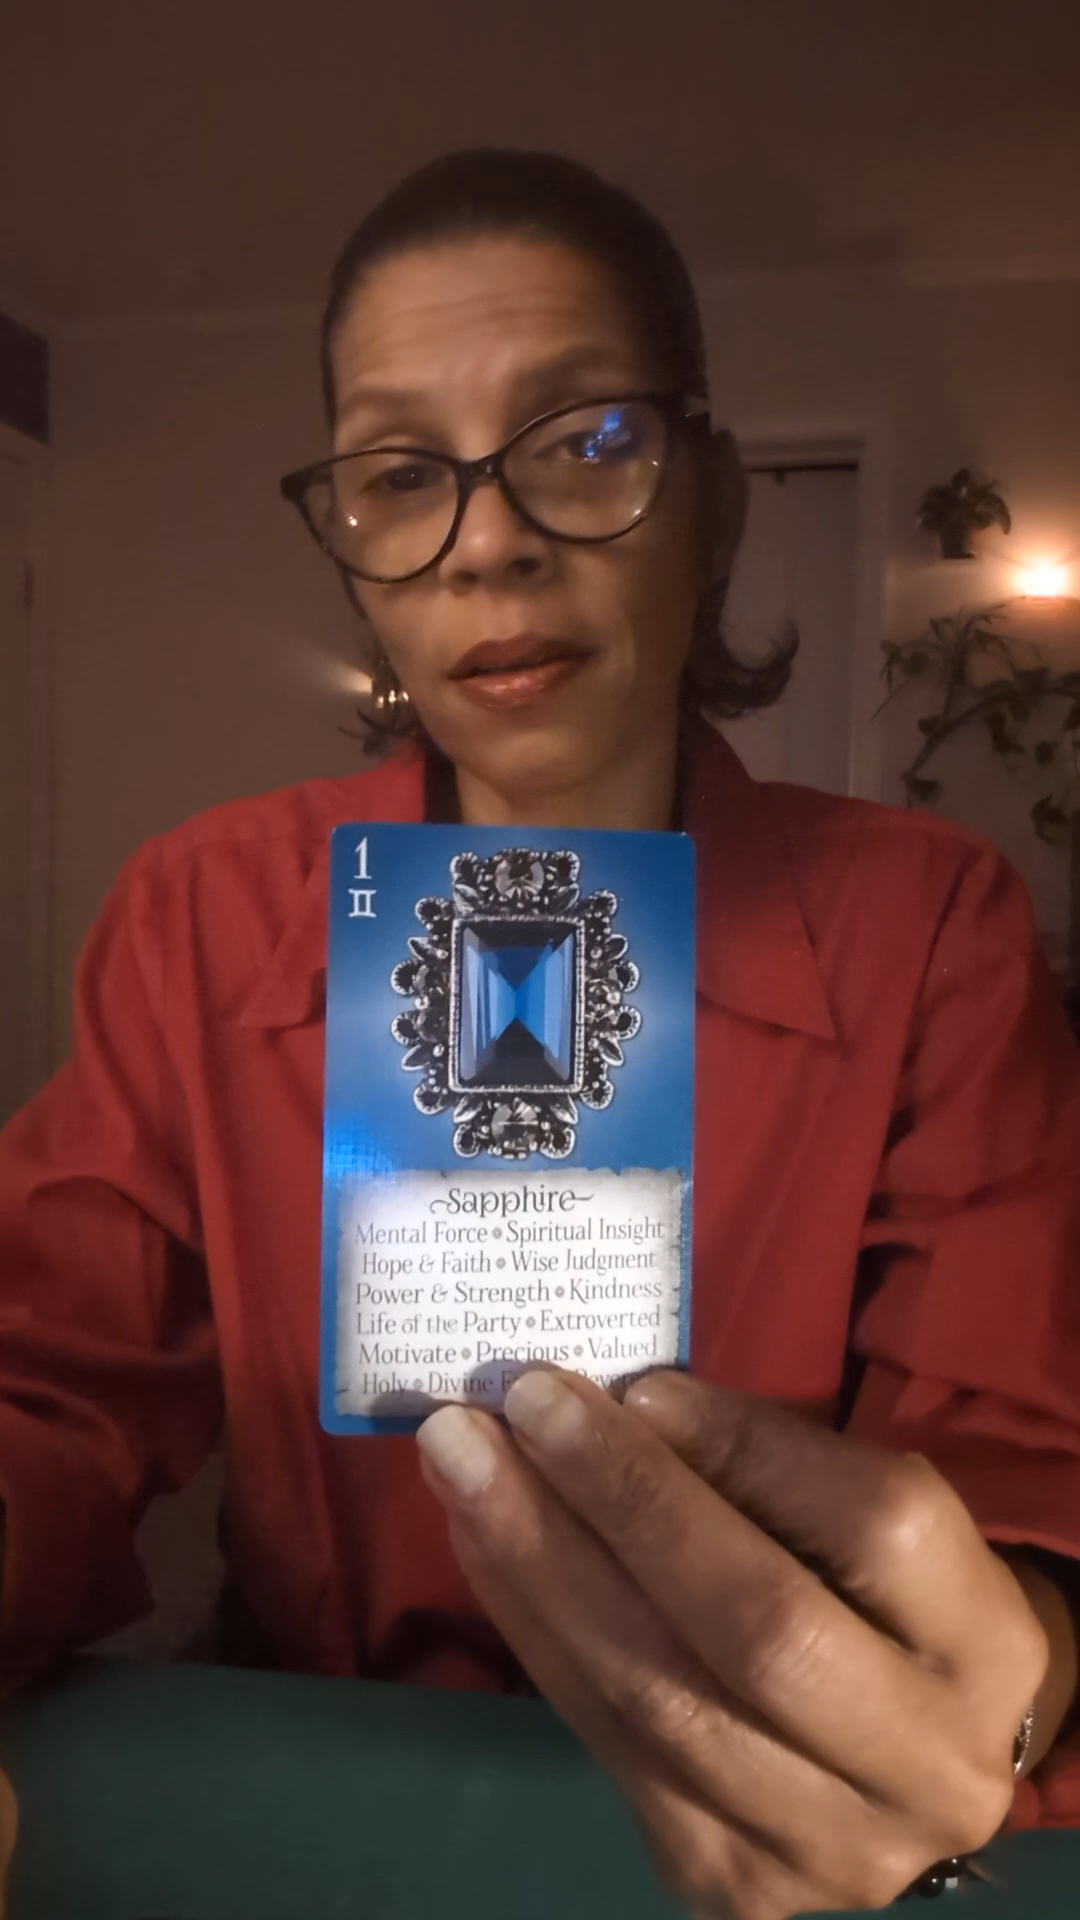 1
♊
~Sapphire~
Mental Force • Spiritual Insight
Hope & Faith • Wise Judgment
Power & Strength • Kindness
Life of the Party • Extroverted
Motivate • Precious • Valued
Holy • Divine